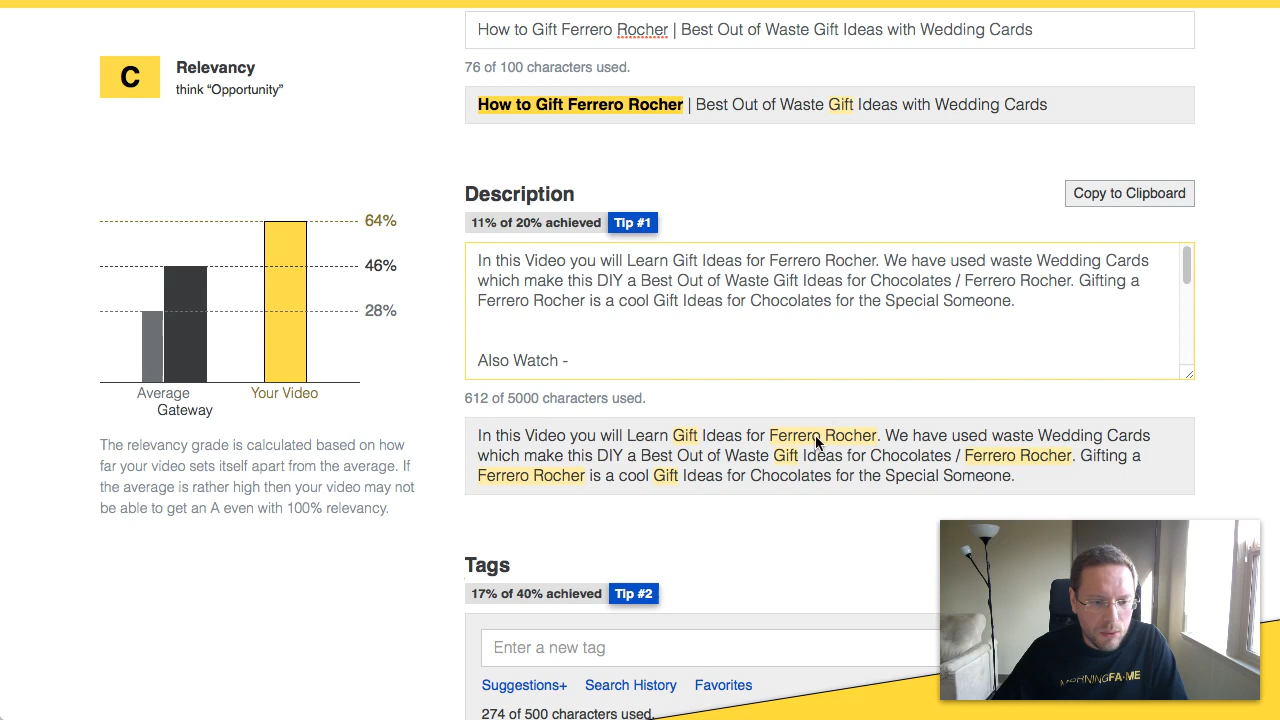 How to Gift Ferrero Rocher | Best Out of Waste Gift Ideas with Wedding Cards
76 of 100 characters used.
How to Gift Ferrero Rocher | Best Out of Waste Gift Ideas with Wedding Cards
C
Relevancy
think “Opportunity”
64%
46%
28%
Average
Your Video
Gateway
The relevancy grade is calculated based on how
far your video sets itself apart from the average. If
the average is rather high then your video may not
be able to get an A even with 100% relevancy.
Description
Copy to Clipboard
11% of 20% achieved
Tip #1
In this Video you will Learn Gift Ideas for Ferrero Rocher. We have used waste Wedding Cards
which make this DIY a Best Out of Waste Gift Ideas for Chocolates / Ferrero Rocher. Gifting a
Ferrero Rocher is a cool Gift Ideas for Chocolates for the Special Someone.
Also Watch -
612 of 5000 characters used.
In this Video you will Learn Gift Ideas for Ferrero Rocher. We have used waste Wedding Cards
which make this DIY a Best Out of Waste Gift Ideas for Chocolates / Ferrero Rocher. Gifting a
Ferrero Rocher is a cool Gift Ideas for Chocolates for the Special Someone.
Tags
17% of 40% achieved
Tip #2
Enter a new tag
Suggestions+
Search History
Favorites
274 of 500 characters used.
MORNINGFAME